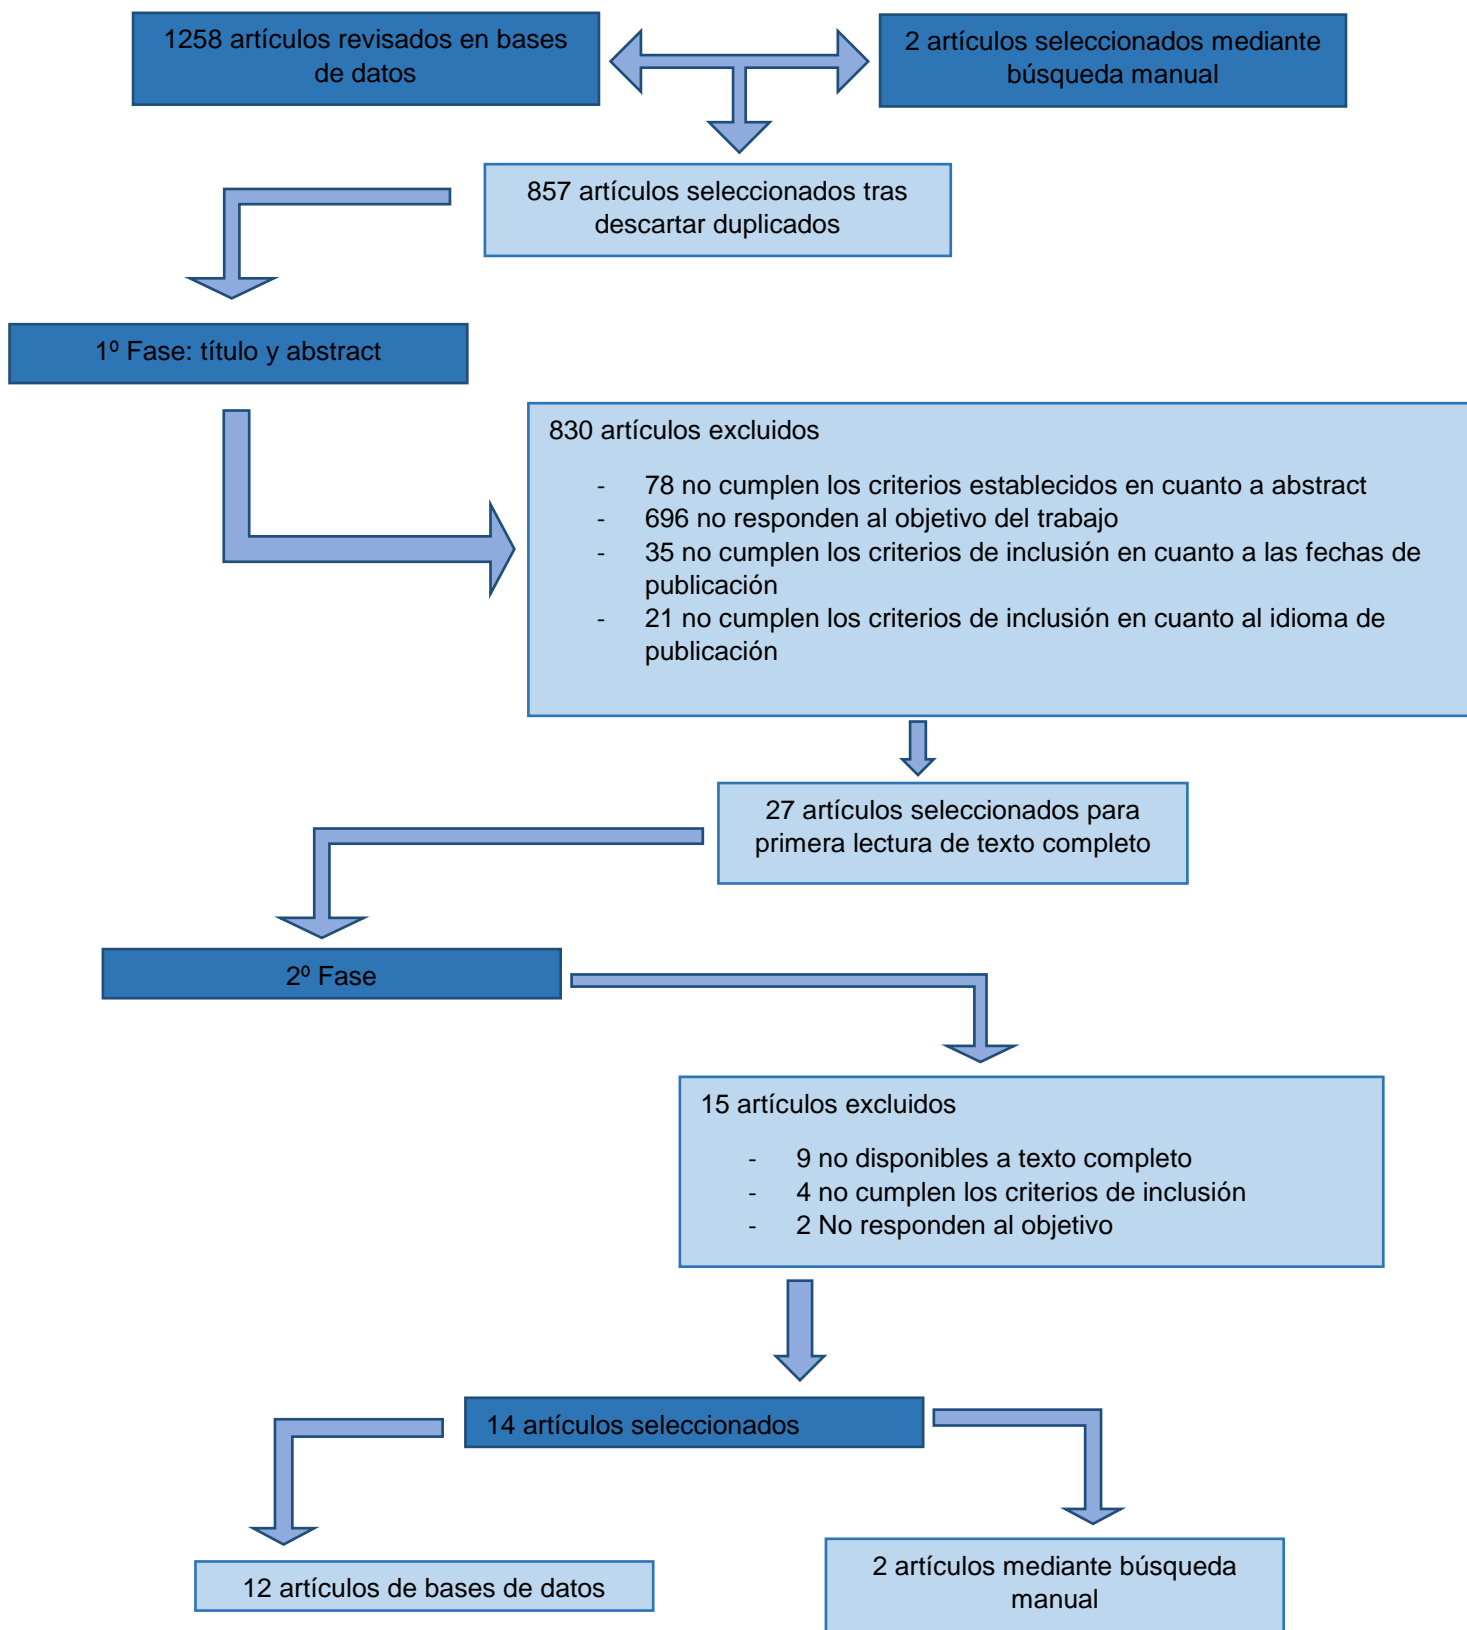 1258 artículos revisados en bases
de datos
2 artículos seleccionados mediante
búsqueda manual
857 artículos seleccionados tras
descartar duplicados
1º Fase: título y abstract
830 artículos excluidos
- 78 no cumplen los criterios establecidos en cuanto a abstract
- 696 no responden al objetivo del trabajo
- 35 no cumplen los criterios de inclusión en cuanto a las fechas de
publicación
- 21 no cumplen los criterios de inclusión en cuanto al idioma de
publicación
27 artículos seleccionados para
primera lectura de texto completo
2º Fase
15 artículos excluidos
- 9 no disponibles a texto completo
- 4 no cumplen los criterios de inclusión
- 2 No responden al objetivo
14 artículos seleccionados
12 artículos de bases de datos
2 artículos mediante búsqueda
manual